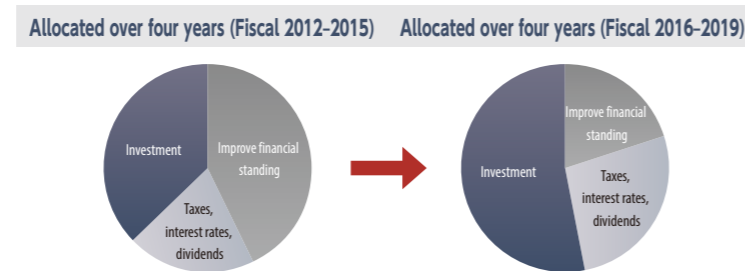 Allocated over four years (Fiscal 2012–2015)
Allocated over four years (Fiscal 2016–2019)
Investment
Improve financial
standing
Taxes,
interest rates,
dividends
Improve financial
standing
Investment
Taxes,
interest rates,
dividends